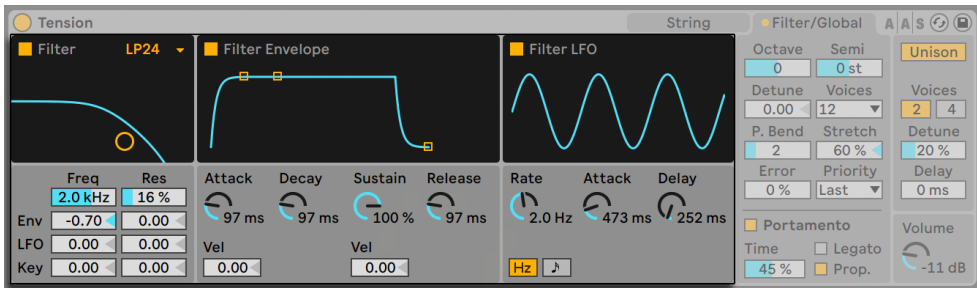 Tension String Filter/Global A A S
Filter LP24 Filter Envelope Filter LFO
Octave Semi Unison
0 0 st
Detune Voices Voices
0.00 12 2 4
P. Bend Stretch Detune
2 60 % 20 %
Error Priority Delay
0 % Last 0 ms
Freq Res Attack Decay Sustain Release Rate Attack Delay
2.0 kHz 16 %
97 ms 97 ms 100 % 97 ms 2.0 Hz 473 ms 252 ms
Env -0.70 0.00
LFO 0.00 0.00 Vel Vel
Key 0.00 0.00 0.00 0.00 Hz
Portamento Volume
Time Legato
45 % Prop. -11 dB